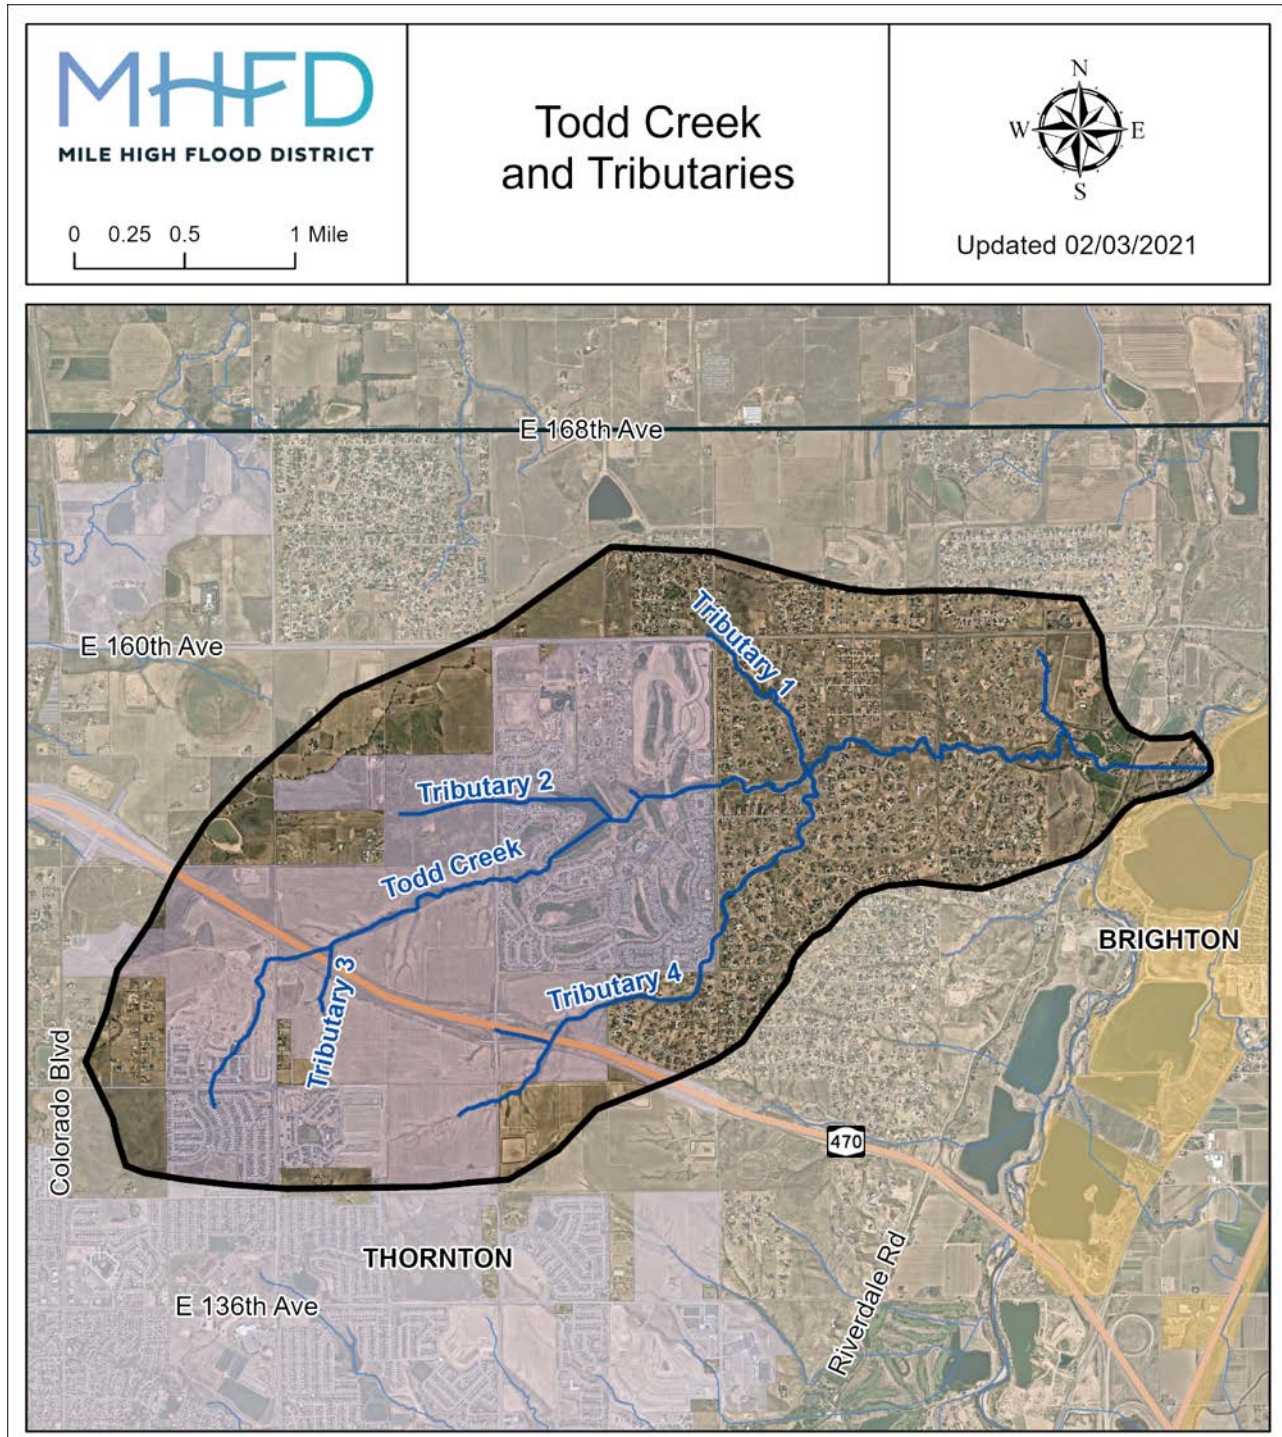 MHFD
MILE HIGH FLOOD DISTRICT
0 0.25 0.5 1 Mile
Todd Creek
and Tributaries
N
W E
S
Updated 02/03/2021
E 168th Ave
Tributary 1
E 160th Ave
Tributary 2
Todd Creek
BRIGHTON
Tributary 3
Tributary 4
Colorado Blvd
470
THORNTON
Riverdale Rd
E 136th Ave